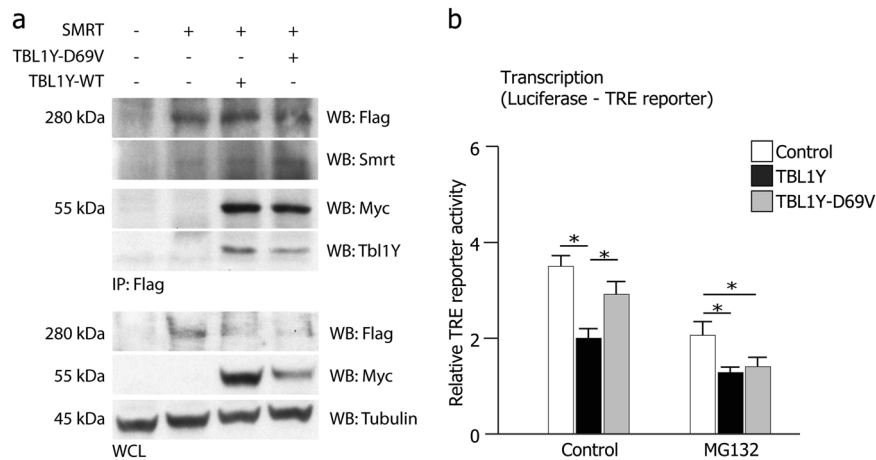 a
SMRT - + + +
TBL1Y-D69V - - - +
TBL1Y-WT - - + -
280 kDa WB: Flag
WB: Smrt
55 kDa WB: Myc
WB: Tbl1Y
IP: Flag
280 kDa WB: Flag
55 kDa WB: Myc
45 kDa WB: Tubulin
WCL
b
Transcription
(Luciferase - TRE reporter)
Relative TRE reporter activity
6
4
2
0
Control
TBL1Y
TBL1Y-D69V
* *
*
*
Control MG132